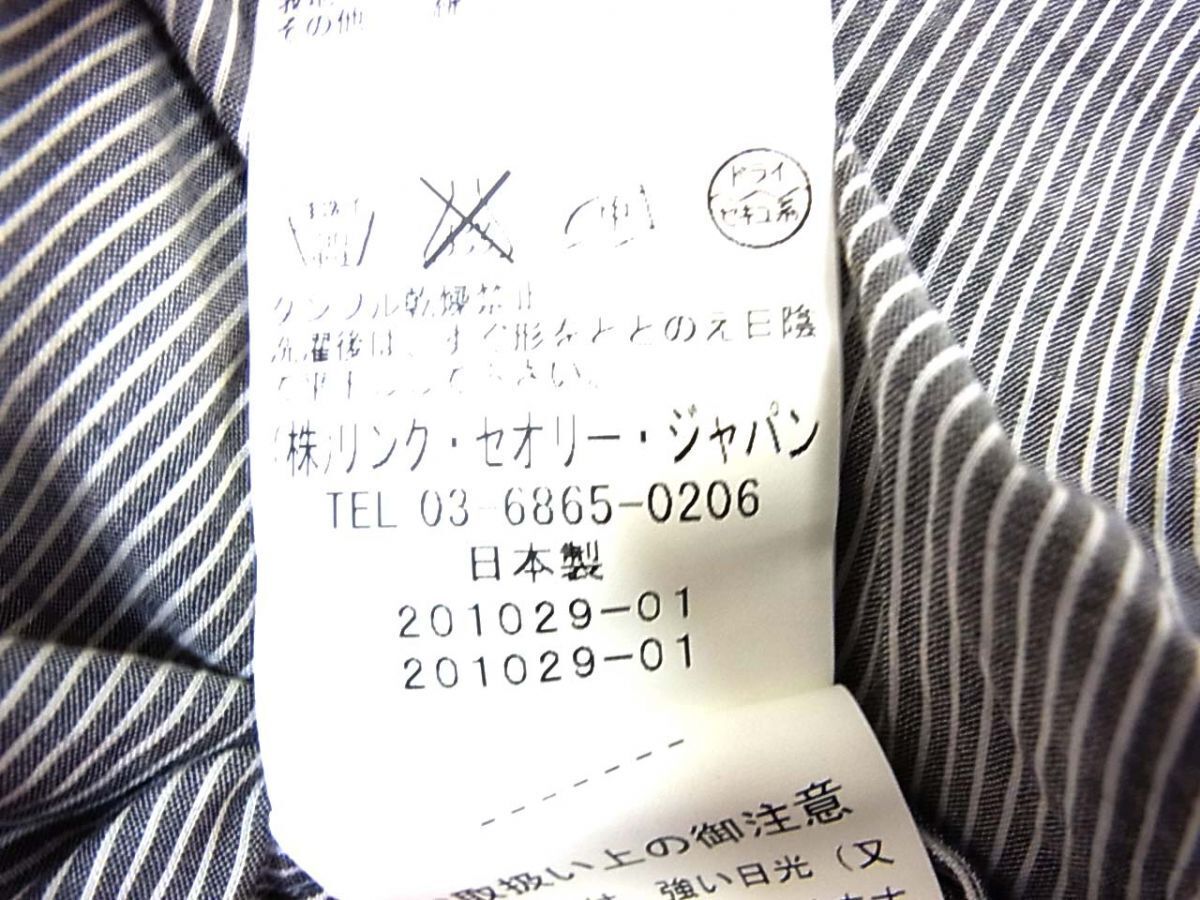 その他
ドライ
セキユ系
中
タンブル乾燥禁止
洗濯後は、すぐ形をととのえ日陰
さい。
(株)リンク・セオリー・ジャパン
TEL 03-6865-0206
日本製
201029-01
201029-01
取扱い上の御注意
強い日光(又